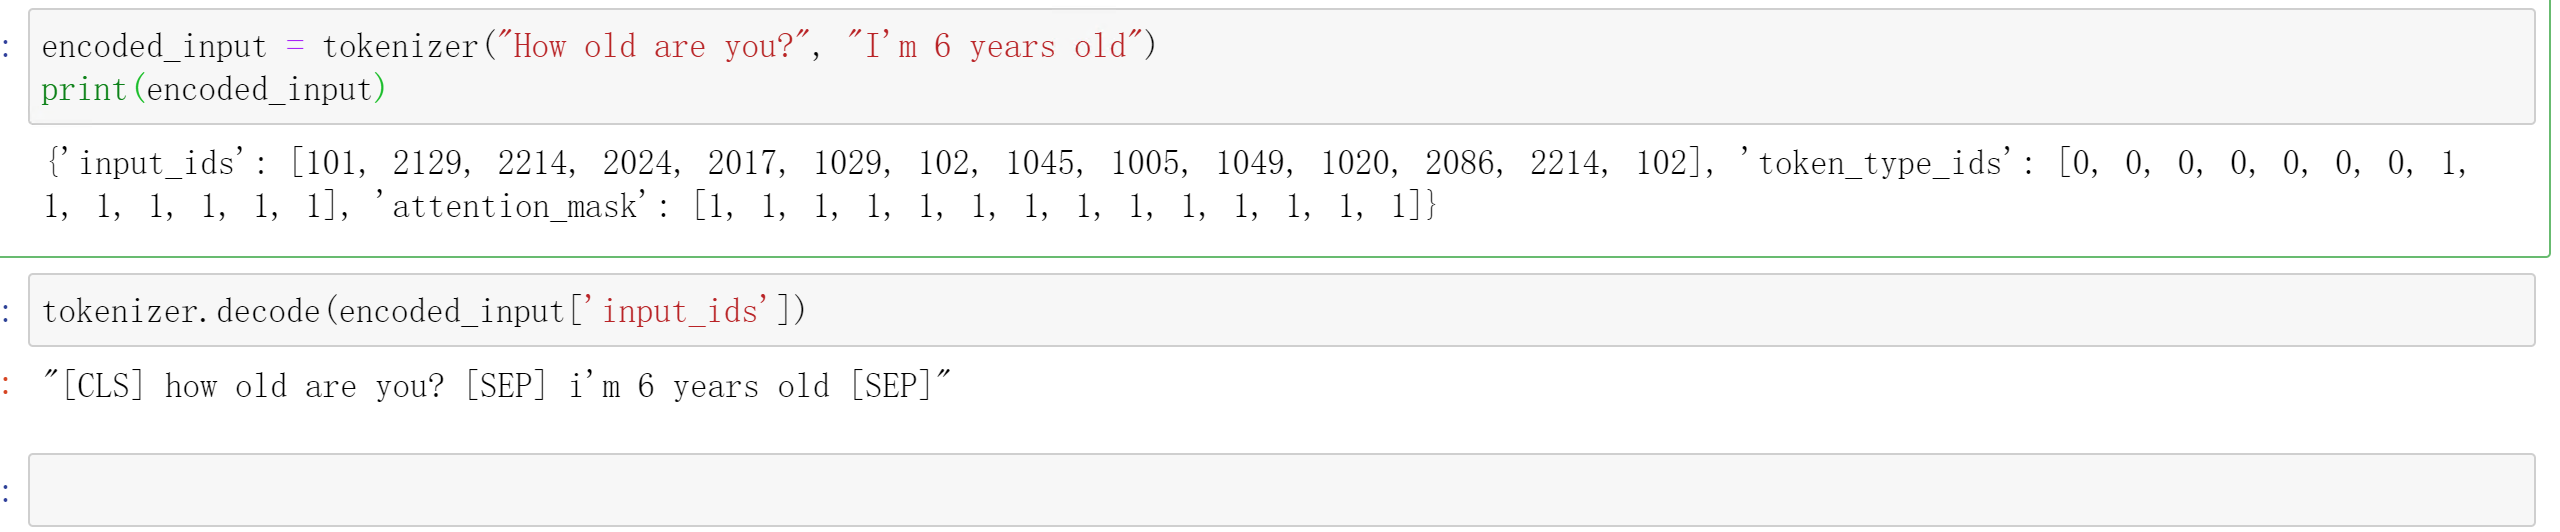 : encoded_input = tokenizer("How old are you?", "I'm 6 years old")
print(encoded_input)
{'input_ids': [101, 2129, 2214, 2024, 2017, 1029, 102, 1045, 1005, 1049, 1020, 2086, 2214, 102], 'token_type_ids': [0, 0, 0, 0, 0, 0, 0, 1,
1, 1, 1, 1, 1, 1], 'attention_mask': [1, 1, 1, 1, 1, 1, 1, 1, 1, 1, 1, 1, 1, 1]}
: tokenizer.decode(encoded_input['input_ids'])
: "[CLS] how old are you? [SEP] i'm 6 years old [SEP]"
: